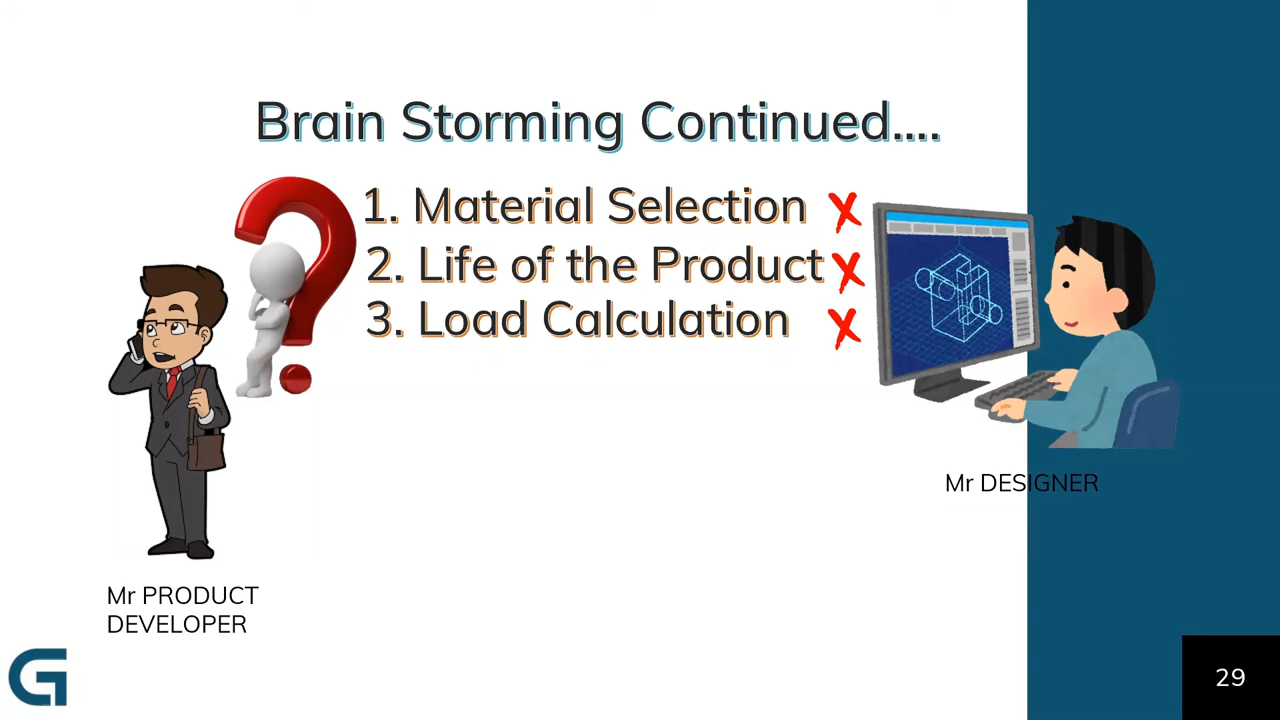 Brain Storming Continued....
1. Material Selection X
2. Life of the Product X
3. Load Calculation X
Mr DESIGNER
Mr PRODUCT
DEVELOPER
29